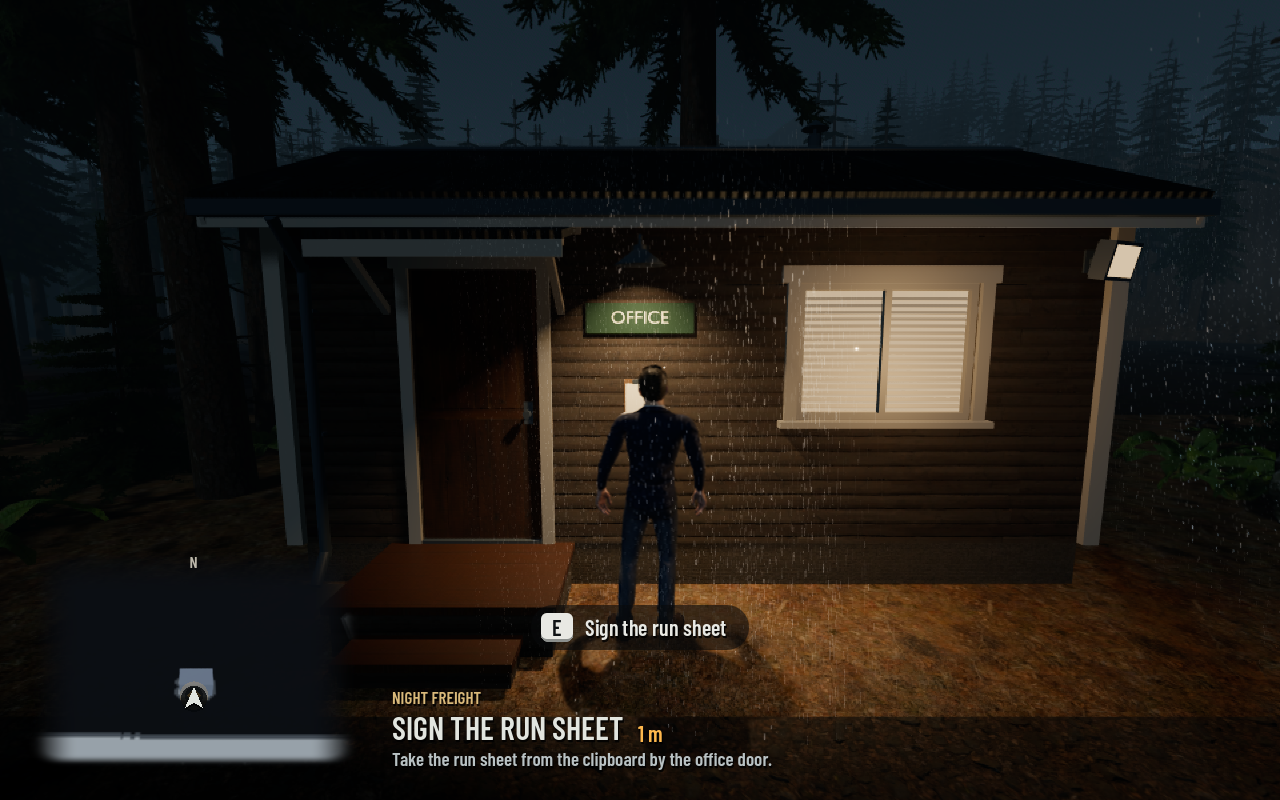 OFFICE
N
E Sign the run sheet
NIGHT FREIGHT
SIGN THE RUN SHEET 1 m
Take the run sheet from the clipboard by the office door.